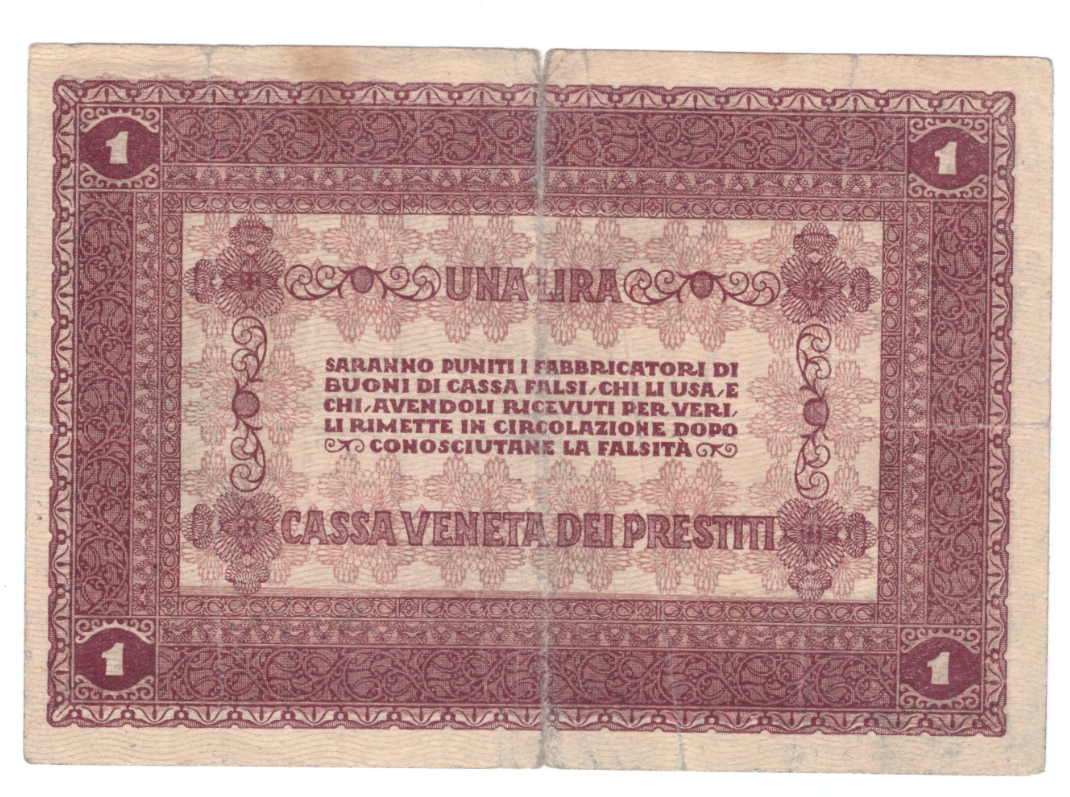 1 1
UNA LIRA
SARANNO PUNITI I FABBRICATORI DI
BUONI DI CASSA FALSI, CHI LI USA, E
CHI, AVENDOLI RICEVUTI PER VERI,
LI RIMETTE IN CIRCOLAZIONE DOPO
CONOSCIUTANE LA FALSITÀ
CASSA VENETA DEI PRESTITI
1 1